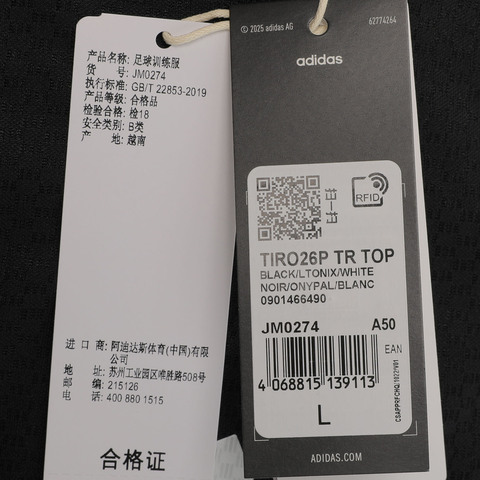 产品名称: 足球训练服
货 号: JM0274
执行标准: GB/T 22853-2019
产品等级: 合格品
检验合格: 检18
安全类别: B类
产 地: 越南
进 口 商: 阿迪达斯体育(中国)有限
公司
地 址: 苏州工业园区唯胜路508号
邮 编: 215126
电 话: 400 880 1515
合格证
© 2025 adidas AG
62774264
adidas
RFID
TIRO26P TR TOP
BLACK/LTONIX/WHITE
NOIR/ONYPAL/BLANC
0901466490
JM0274 A50
EAN
4 068815 139113
L
ADIDAS.COM